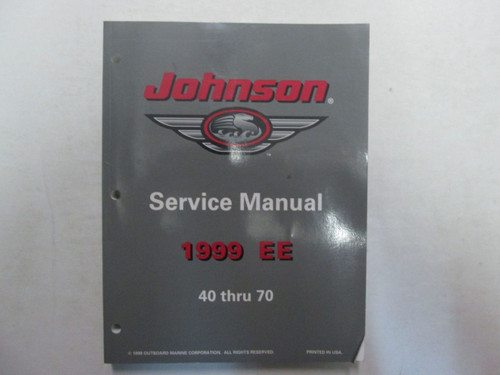 Johnson®
Service Manual
1999 EE
40 thru 70
OUTBOARD MARINE CORPORATION. ALL RIGHTS RESERVED. PRINTED IN USA.